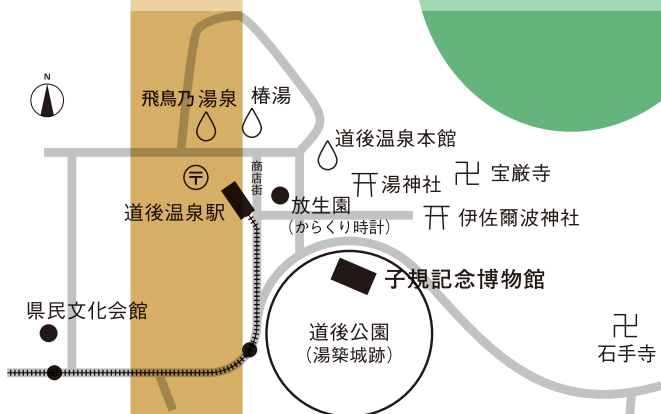 N
飛鳥乃湯泉
椿湯
道後温泉本館
商店街
〒
湯神社
宝厳寺
道後温泉駅
放生園
(からくり時計)
伊佐爾波神社
子規記念博物館
県民文化会館
道後公園
(湯築城跡)
石手寺